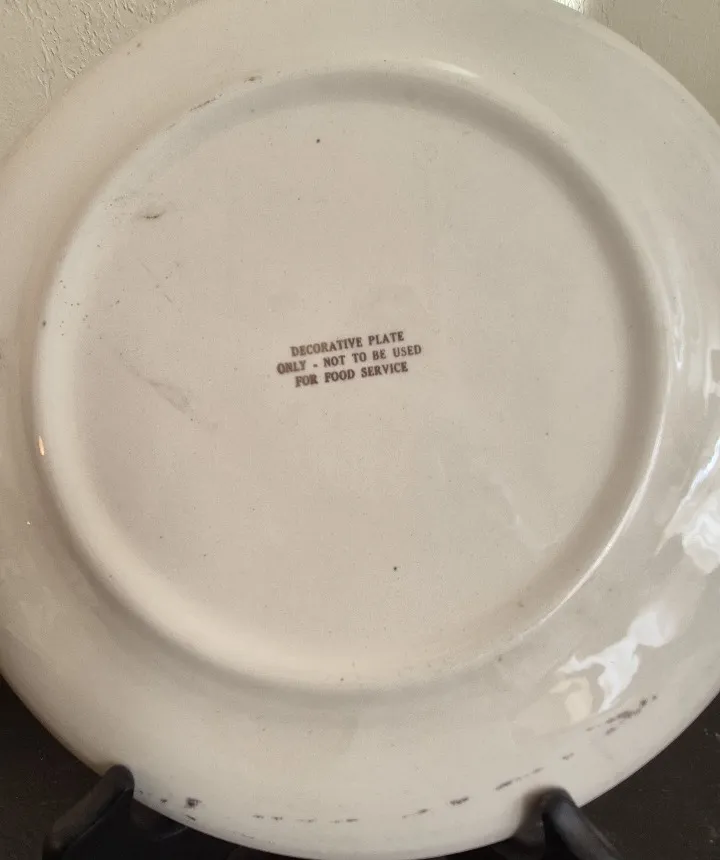 DECORATIVE PLATE
ONLY - NOT TO BE USED
FOR FOOD SERVICE